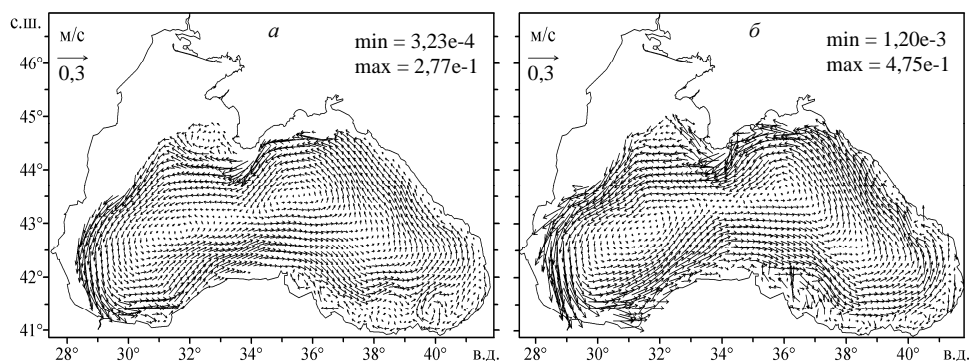 с.ш.
м/с
0,3
а
min = 3,23e-4
max = 2,77e-1
46°
45°
44°
43°
42°
41°
28° 30° 32° 34° 36° 38° 40° в.д.
м/с
0,3
б
min = 1,20e-3
max = 4,75e-1
28° 30° 32° 34° 36° 38° 40° в.д.